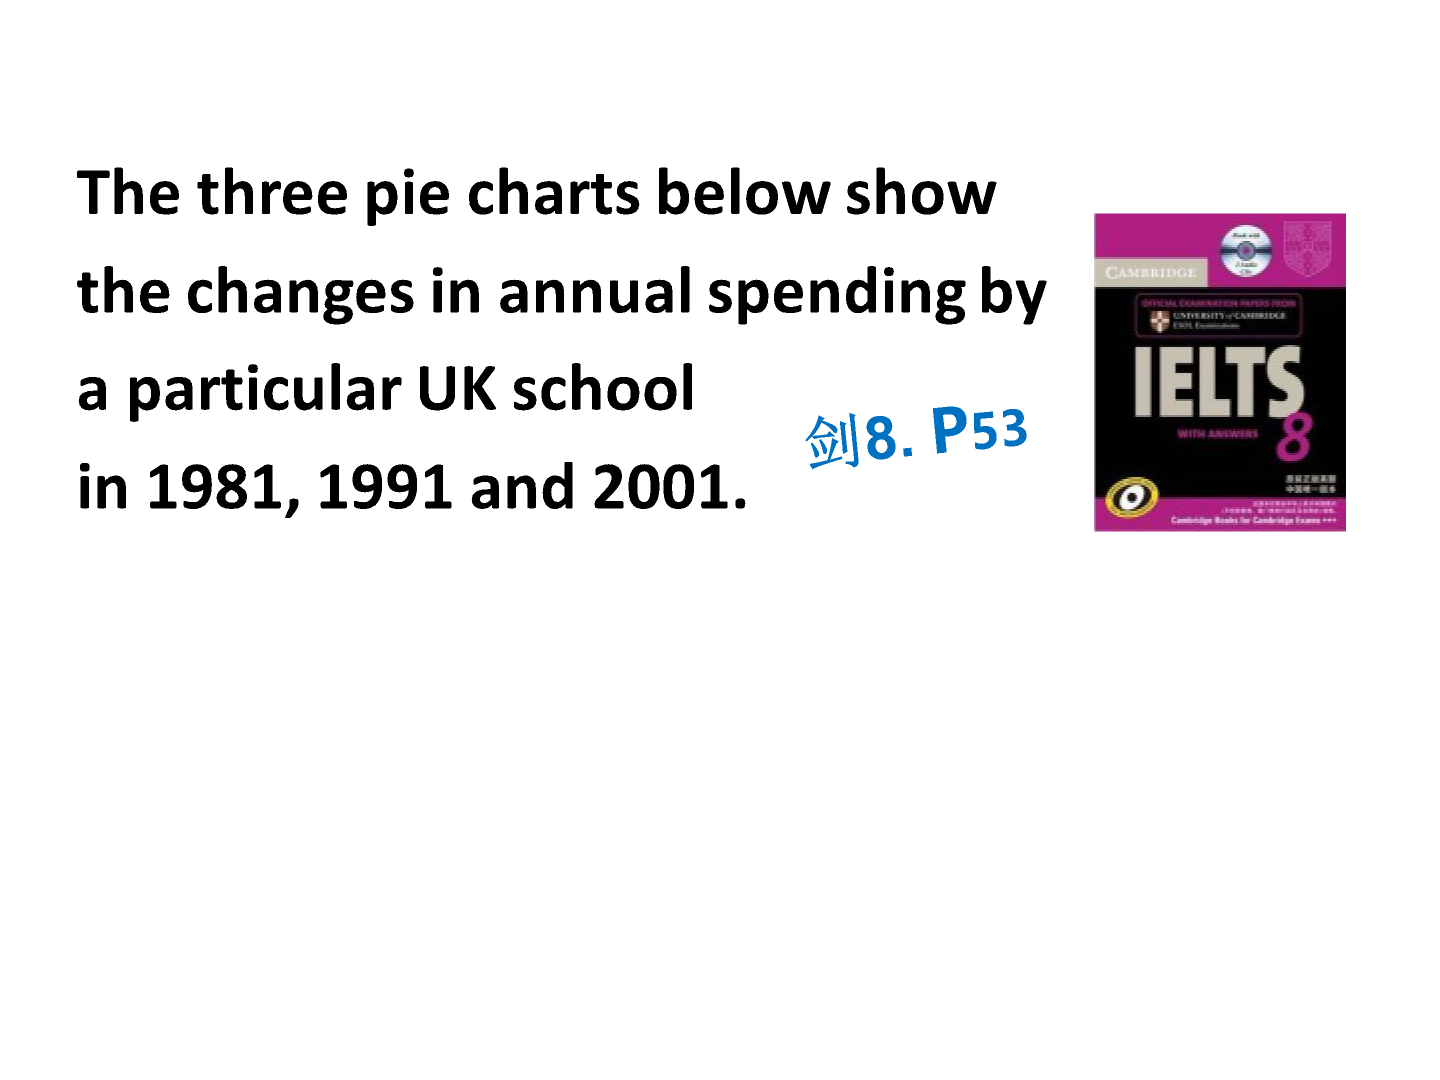 The three pie charts below show
the changes in annual spending by
a particular UK school
in 1981, 1991 and 2001.
剑8. P53
CAMBRIDGE
OFFICIAL EXAMINATION PAPERS FROM
UNIVERSITY of CAMBRIDGE
ESOL Examinations
IELTS
8
WITH ANSWERS
Cambridge Books for Cambridge Exams